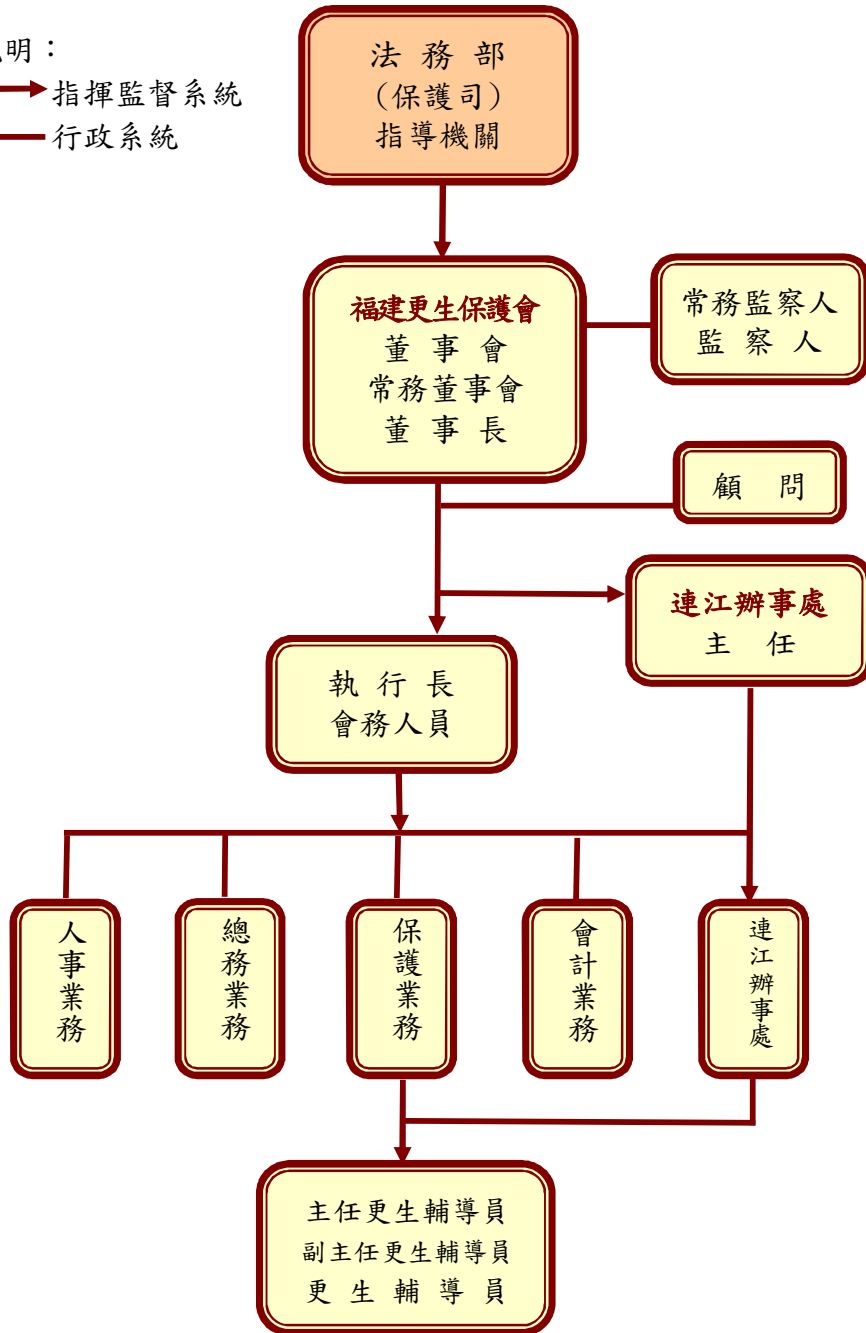 明：
指揮監督系統
行政系統
法務部
（保護司）
指導機關
福建更生保護會
董事會
常務董事會
董事長
常務監察人
監察人
顧問
連江辦事處
主任
執行長
會務人員
人事業務
總務業務
保護業務
會計業務
連江辦事處
主任更生輔導員
副主任更生輔導員
更生輔導員